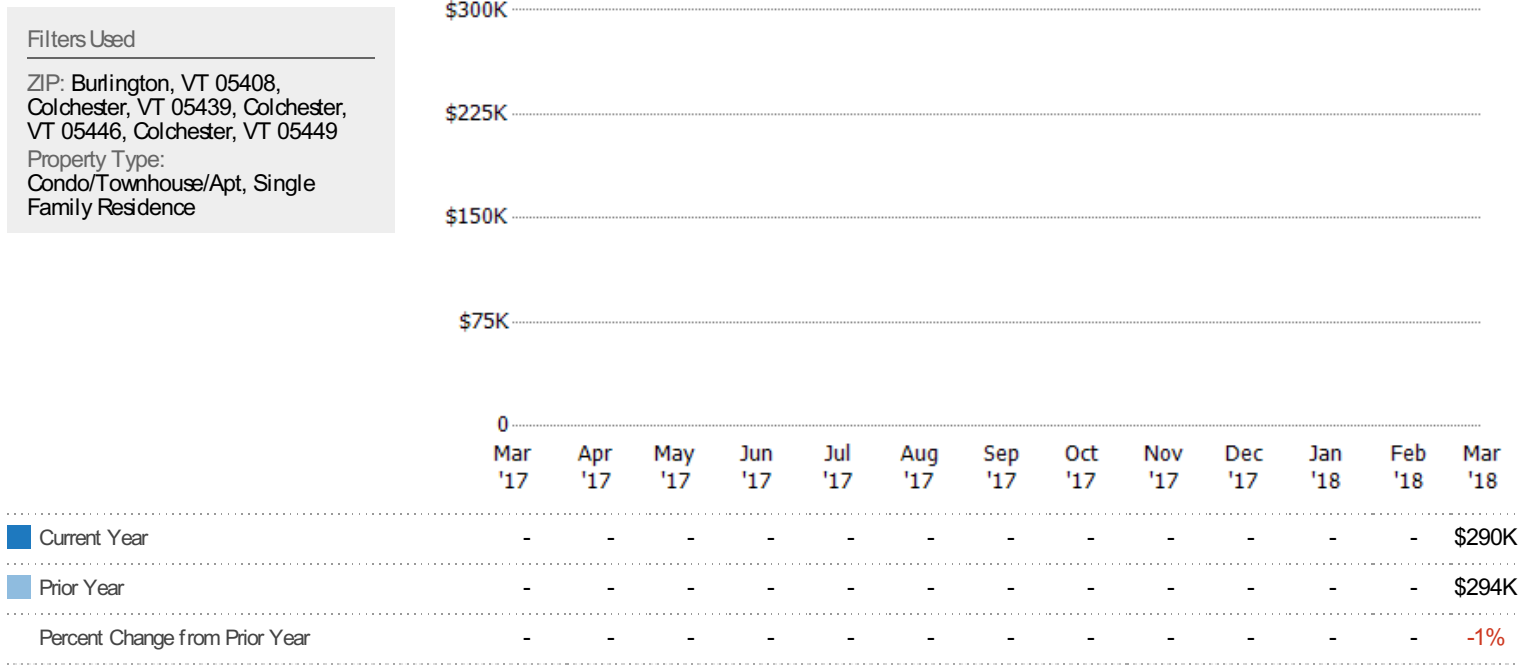 Filters Used
ZIP: Burlington, VT 05408,
Colchester, VT 05439, Colchester,
VT 05446, Colchester, VT 05449
Property Type:
Condo/Townhouse/Apt, Single
Family Residence
$300K
$225K
$150K
$75K
0
Mar Apr May Jun Jul Aug Sep Oct Nov Dec Jan Feb Mar
'17 '17 '17 '17 '17 '17 '17 '17 '17 '17 '18 '18 '18
Current Year - - - - - - - - - - - - $290K
Prior Year - - - - - - - - - - - - $294K
Percent Change from Prior Year - - - - - - - - - - - - -1%